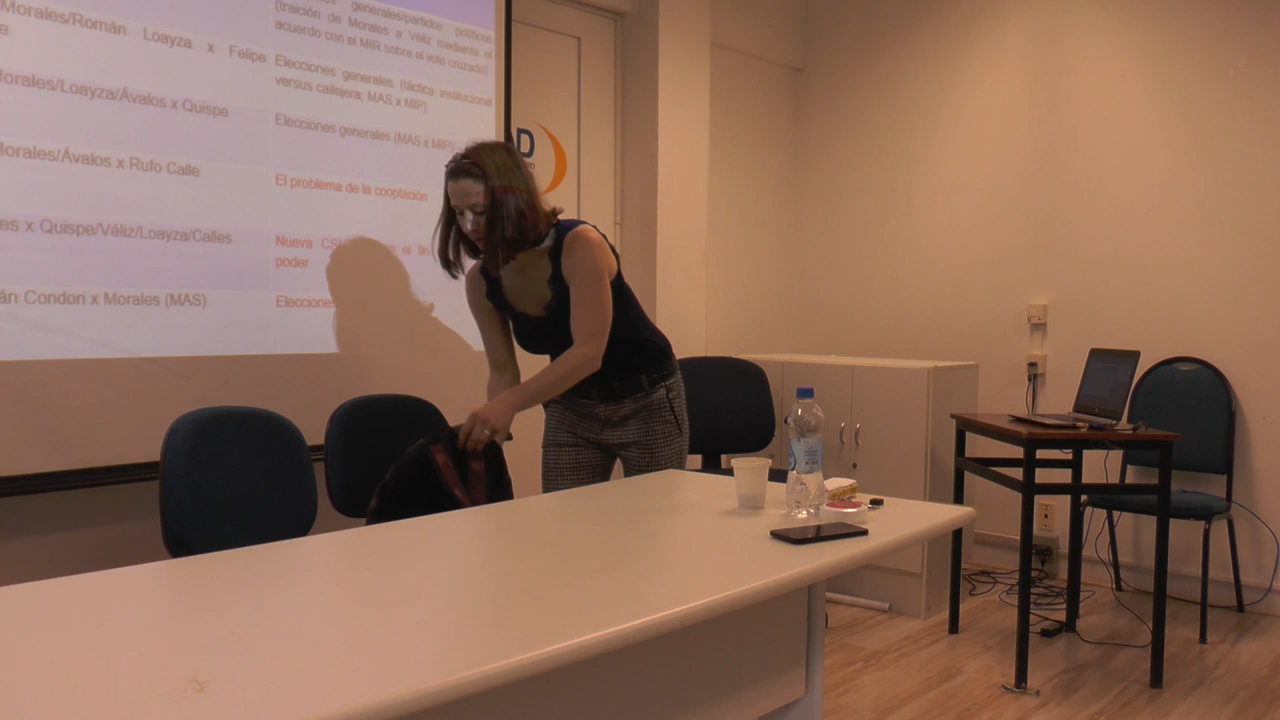 generales/partidos políticos
(traición de Morales a Véliz mediante el
acuerdo con el MIR sobre el voto cruzado)
Morales/Román Loayza x Felipe
Elecciones generales (táctica institucional
versus callejera; MAS x MIP)
Morales/Loayza/Ávalos x Quispe
Elecciones generales (MAS x MIP)
Morales/Ávalos x Rufo Calle
El problema de la cooptación
es x Quispe/Véliz/Loayza/Calles
Nueva el fin
poder
án Condori x Morales (MAS)
Elecciones
D